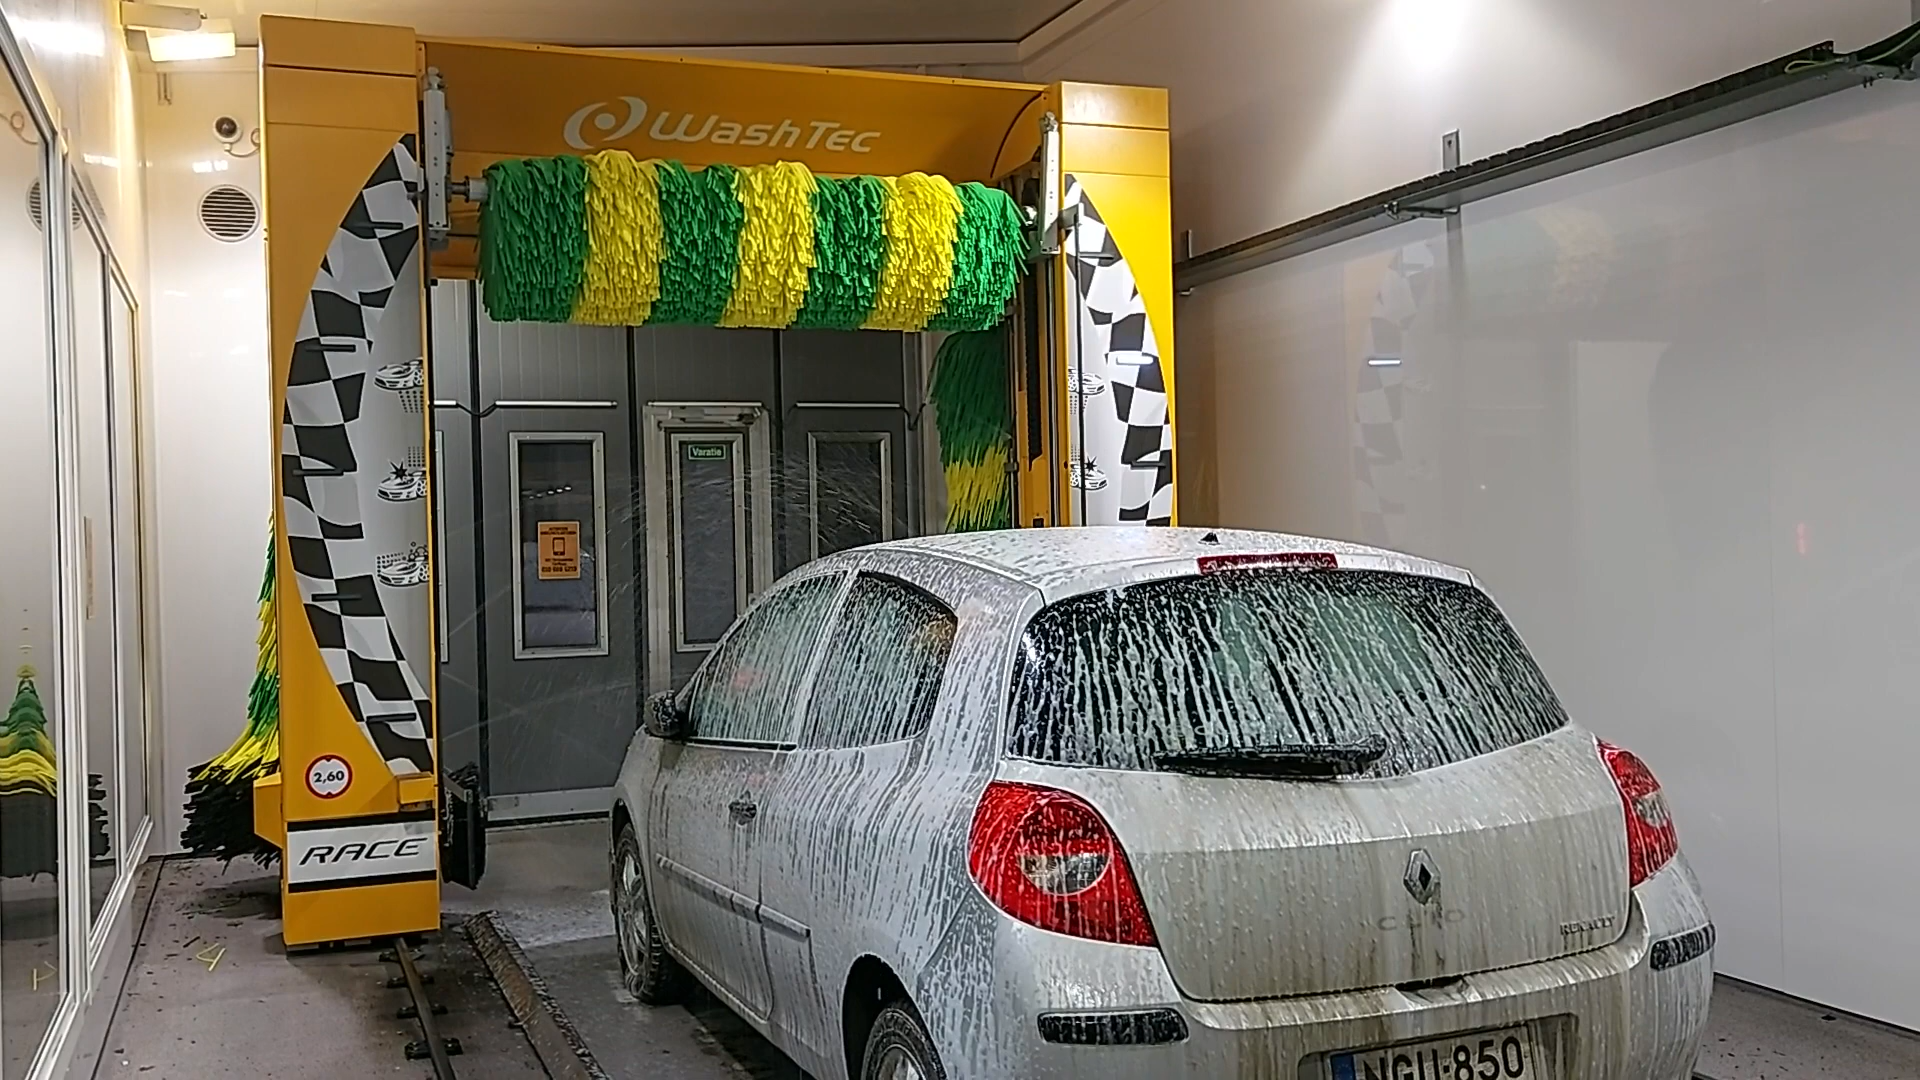 WashTec
Varatie
2,60
RACE
CLIO
RENAULT
NGU-850